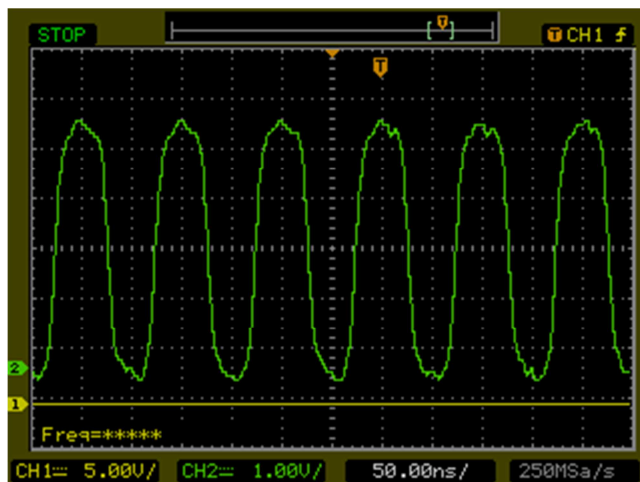 STOP T T CH1
T
2
1
Freq=*****
CH1 5.00V/ CH2 1.00V/ 50.00ns/ 250MSa/s